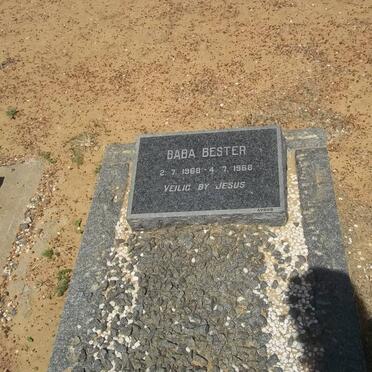 BABA BESTER
2.7.1968 - 4.7.1968
VEILIG BY JESUS